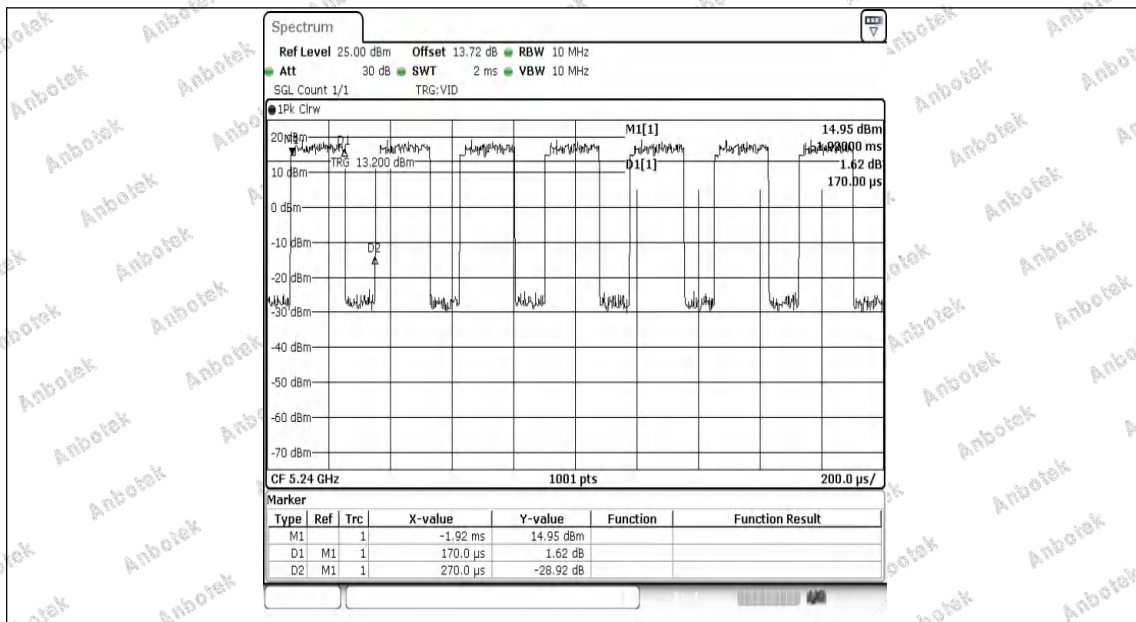 Spectrum
Ref Level 25.00 dBm Offset 13.72 dB RBW 10 MHz
Att 30 dB SWT 2 ms VBW 10 MHz
SGL Count 1/1 TRG:VID
1Pk Clrw
M1[1] 14.95 dBm
-1.92000 ms
D1[1] 1.62 dB
170.00 µs
20 dBm
D1
TRG 13.200 dBm
10 dBm
0 dBm
-10 dBm
D2
-20 dBm
-30 dBm
-40 dBm
-50 dBm
-60 dBm
-70 dBm
CF 5.24 GHz 1001 pts 200.0 µs/
Marker
Type Ref Trc X-value Y-value Function Function Result
M1 1 -1.92 ms 14.95 dBm
D1 M1 1 170.0 µs 1.62 dB
D2 M1 1 270.0 µs -28.92 dB
Anbotek